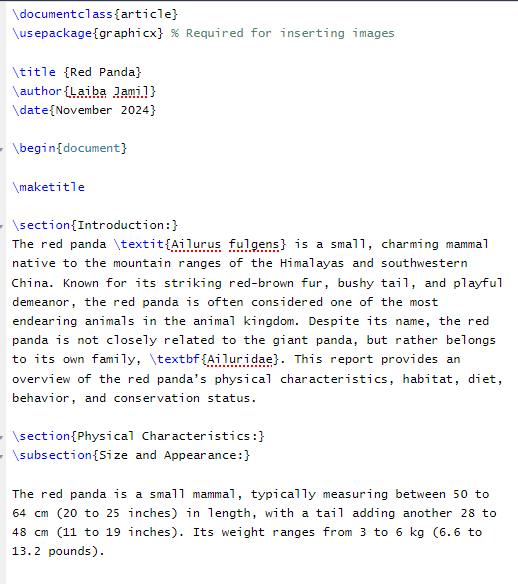 \documentclass{article}
\usepackage{graphicx} % Required for inserting images
\title {Red Panda}
\author{Laiba Jamil}
\date{November 2024}
\begin{document}
\maketitle
\section{Introduction:}
The red panda \textit{Ailurus fulgens} is a small, charming mammal
native to the mountain ranges of the Himalayas and southwestern
China. Known for its striking red-brown fur, bushy tail, and playful
demeanor, the red panda is often considered one of the most
endearing animals in the animal kingdom. Despite its name, the red
panda is not closely related to the giant panda, but rather belongs
to its own family, \textbf{Ailuridae}. This report provides an
overview of the red panda's physical characteristics, habitat, diet,
behavior, and conservation status.
\section{Physical Characteristics:}
\subsection{Size and Appearance:}
The red panda is a small mammal, typically measuring between 50 to
64 cm (20 to 25 inches) in length, with a tail adding another 28 to
48 cm (11 to 19 inches). Its weight ranges from 3 to 6 kg (6.6 to
13.2 pounds).